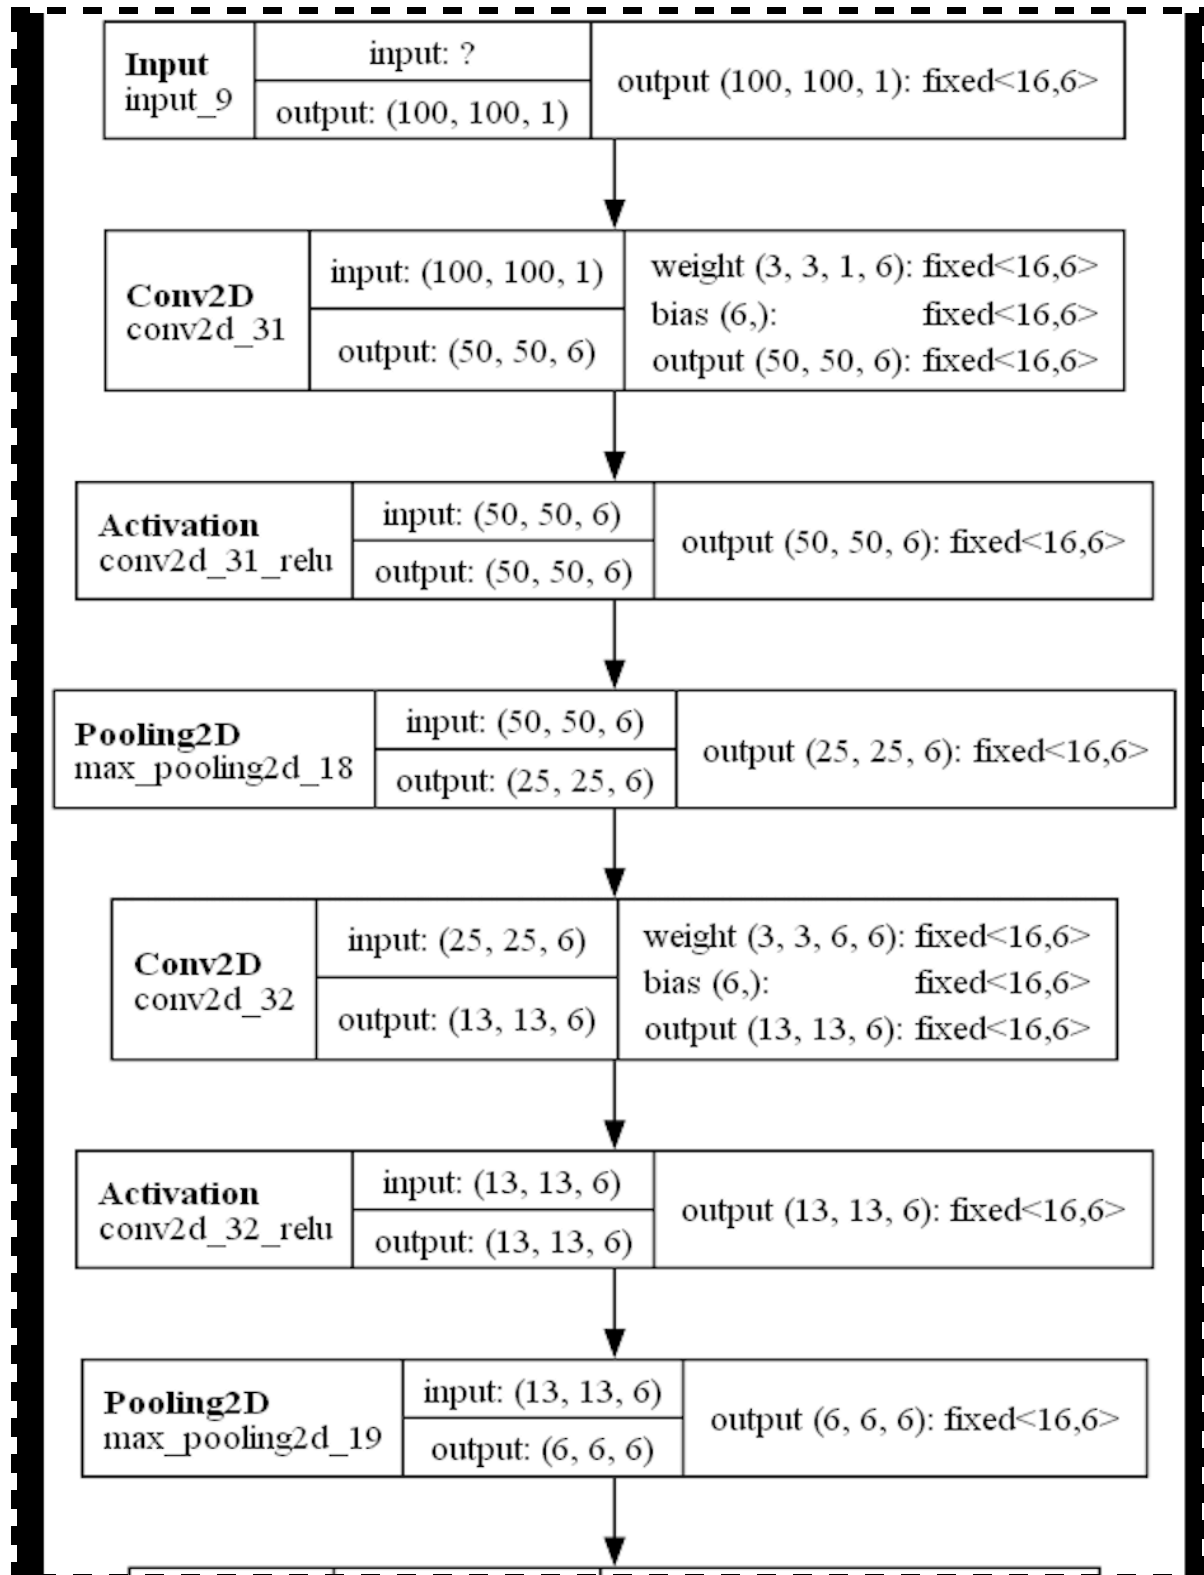 Input
input_9
input: ?
output: (100, 100, 1)
output (100, 100, 1): fixed<16,6>
Conv2D
conv2d_31
input: (100, 100, 1)
output: (50, 50, 6)
weight (3, 3, 1, 6): fixed<16,6>
bias (6,): fixed<16,6>
output (50, 50, 6): fixed<16,6>
Activation
conv2d_31_relu
input: (50, 50, 6)
output: (50, 50, 6)
output (50, 50, 6): fixed<16,6>
Pooling2D
max_pooling2d_18
input: (50, 50, 6)
output: (25, 25, 6)
output (25, 25, 6): fixed<16,6>
Conv2D
conv2d_32
input: (25, 25, 6)
output: (13, 13, 6)
weight (3, 3, 6, 6): fixed<16,6>
bias (6,): fixed<16,6>
output (13, 13, 6): fixed<16,6>
Activation
conv2d_32_relu
input: (13, 13, 6)
output: (13, 13, 6)
output (13, 13, 6): fixed<16,6>
Pooling2D
max_pooling2d_19
input: (13, 13, 6)
output: (6, 6, 6)
output (6, 6, 6): fixed<16,6>